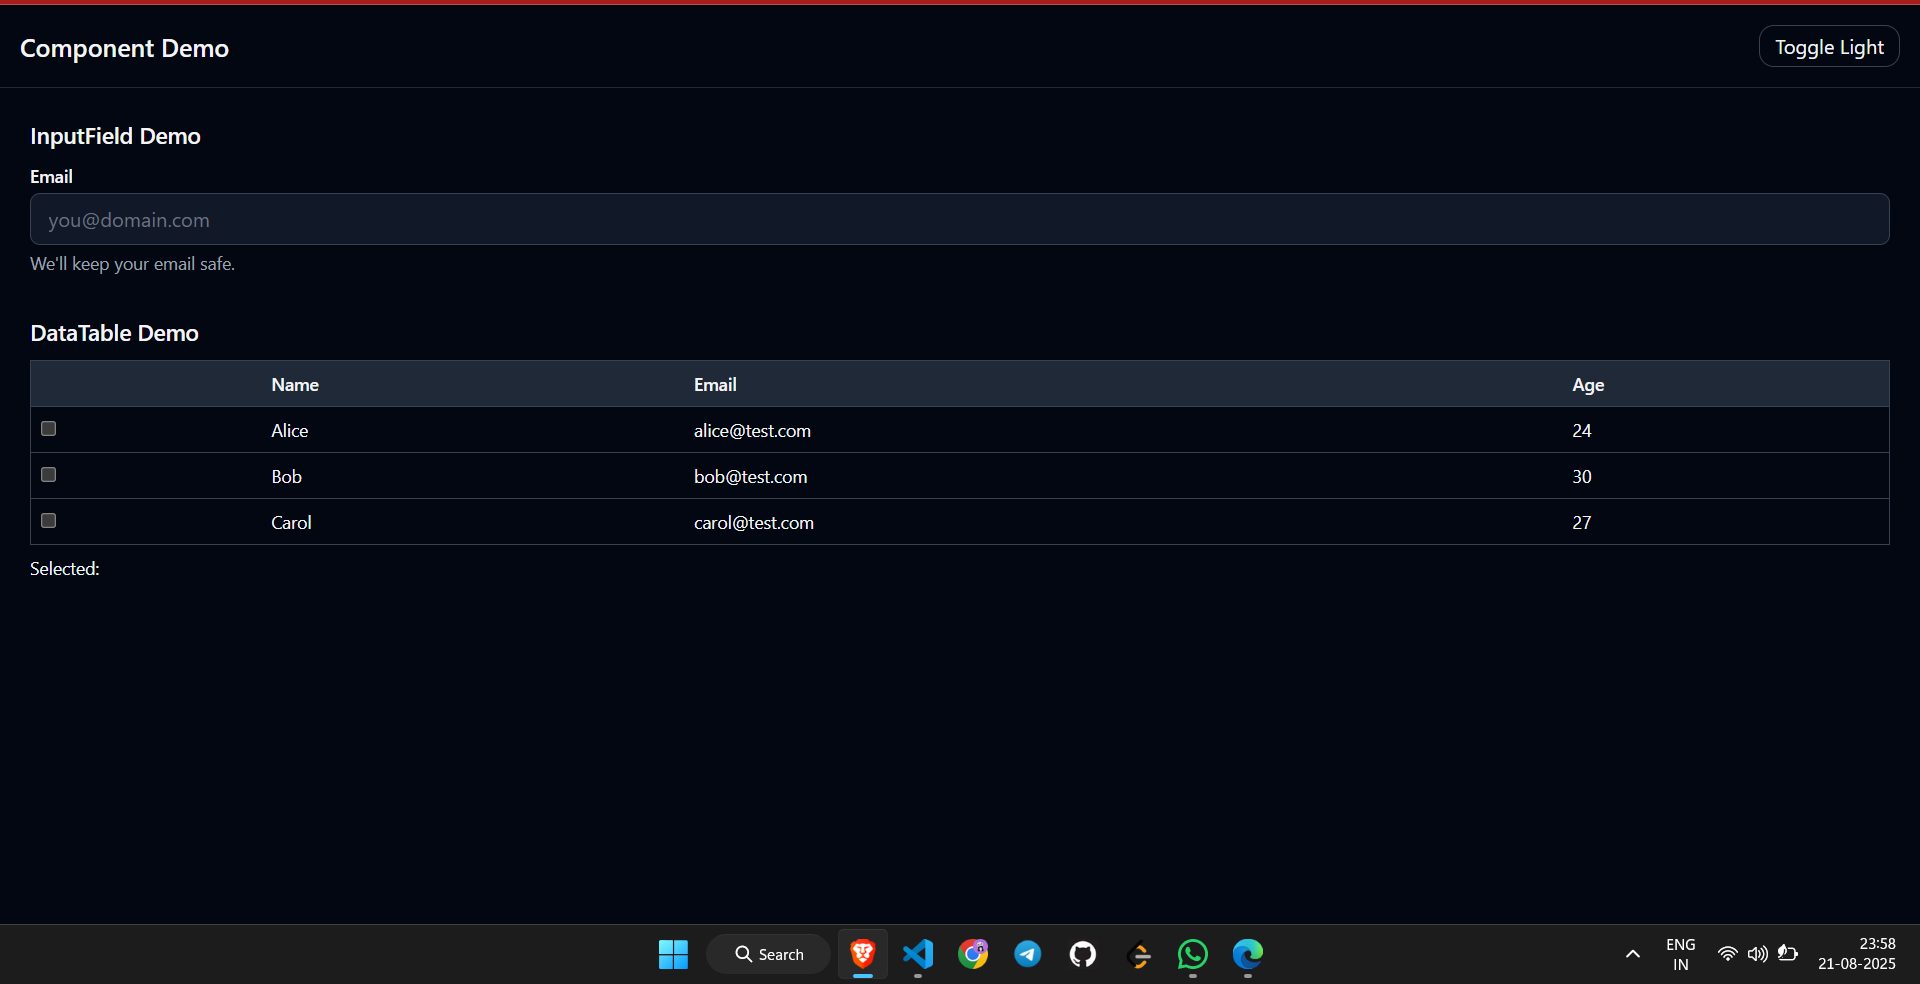 Component Demo
Toggle Light
InputField Demo
Email
you@domain.com
We'll keep your email safe.
DataTable Demo
Name Email Age
Alice alice@test.com 24
Bob bob@test.com 30
Carol carol@test.com 27
Selected:
Search
ENG
IN
23:58
21-08-2025